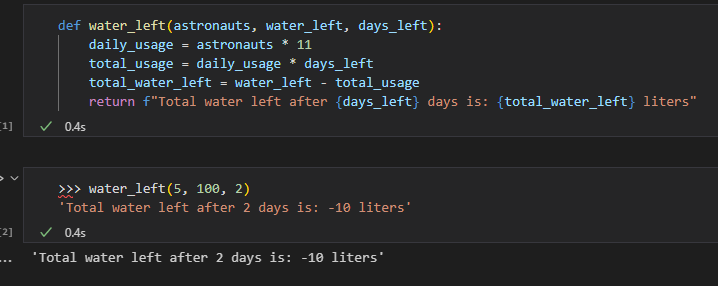 def water_left(astronauts, water_left, days_left):
    daily_usage = astronauts * 11
    total_usage = daily_usage * days_left
    total_water_left = water_left - total_usage
    return f"Total water left after {days_left} days is: {total_water_left} liters"
[1] ✓ 0.4s
>>> water_left(5, 100, 2)
'Total water left after 2 days is: -10 liters'
[2] ✓ 0.4s
... 'Total water left after 2 days is: -10 liters'